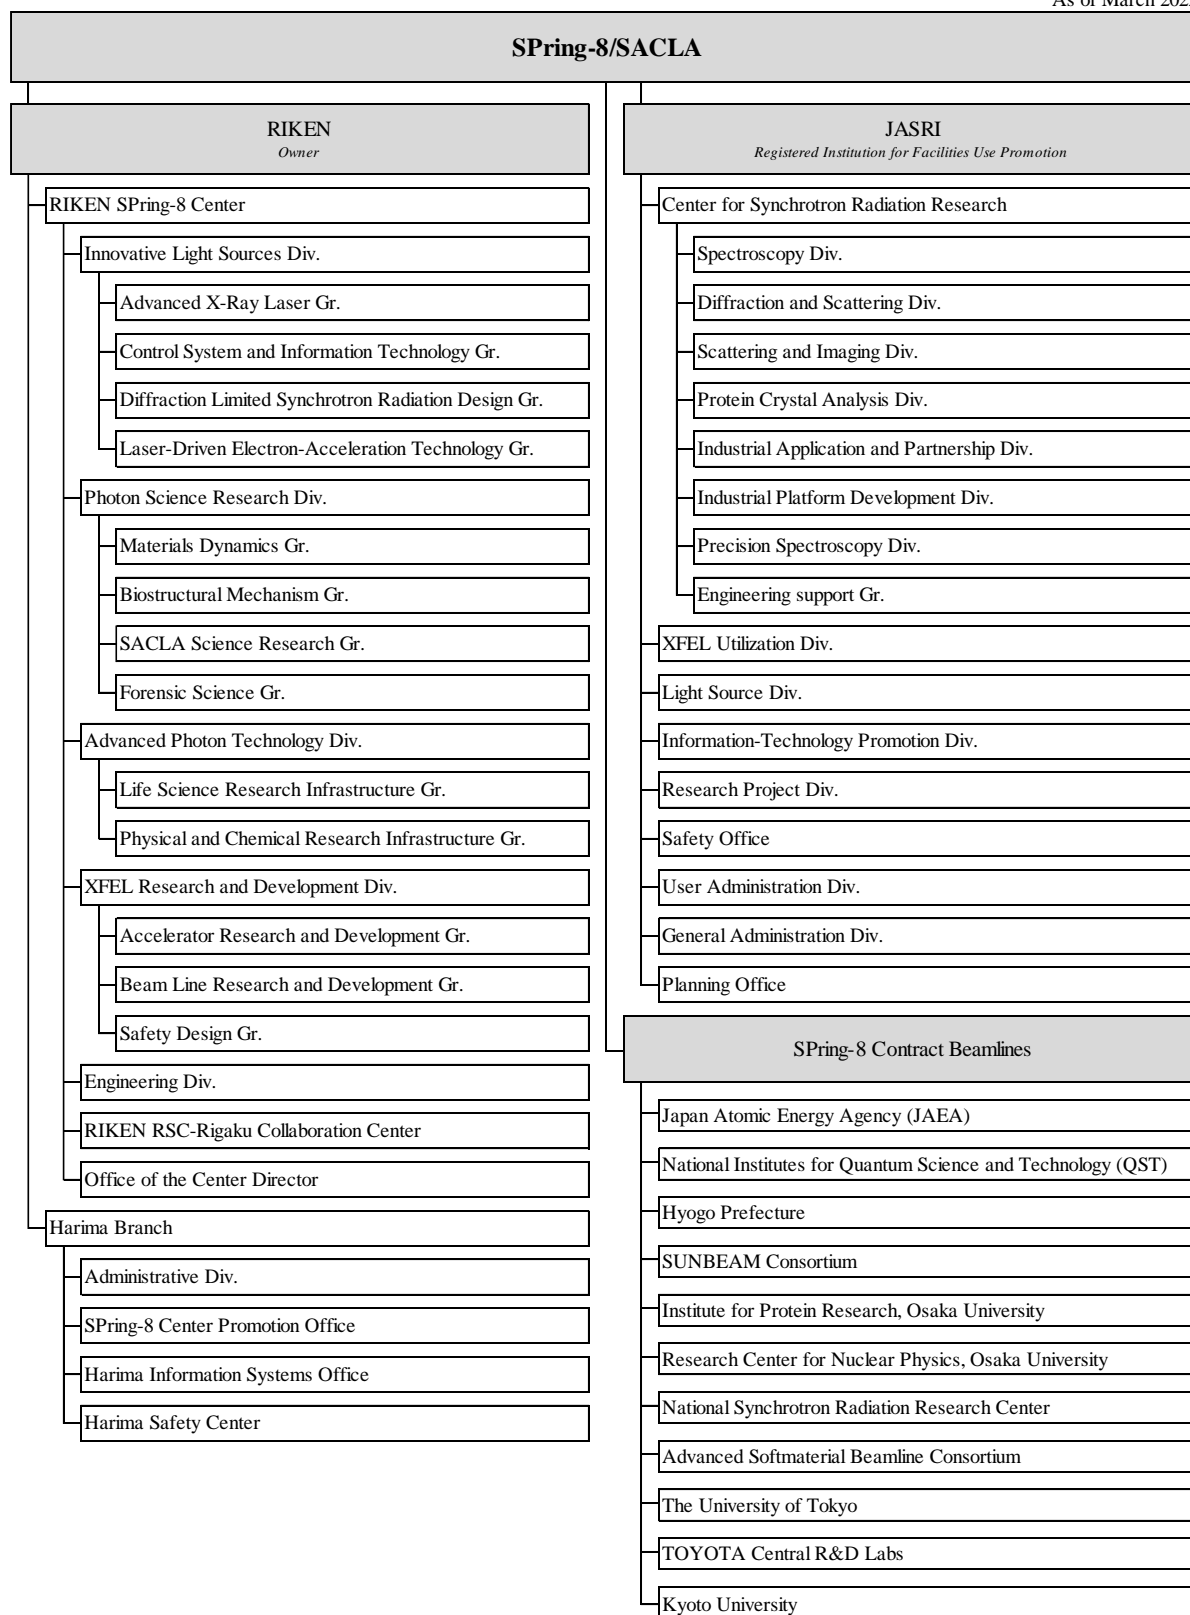 As of March 202
SPring-8/SACLA
RIKEN
Owner
RIKEN SPring-8 Center
Innovative Light Sources Div.
Advanced X-Ray Laser Gr.
Control System and Information Technology Gr.
Diffraction Limited Synchrotron Radiation Design Gr.
Laser-Driven Electron-Acceleration Technology Gr.
Photon Science Research Div.
Materials Dynamics Gr.
Biostructural Mechanism Gr.
SACLA Science Research Gr.
Forensic Science Gr.
Advanced Photon Technology Div.
Life Science Research Infrastructure Gr.
Physical and Chemical Research Infrastructure Gr.
XFEL Research and Development Div.
Accelerator Research and Development Gr.
Beam Line Research and Development Gr.
Safety Design Gr.
Engineering Div.
RIKEN RSC-Rigaku Collaboration Center
Office of the Center Director
Harima Branch
Administrative Div.
SPring-8 Center Promotion Office
Harima Information Systems Office
Harima Safety Center
JASRI
Registered Institution for Facilities Use Promotion
Center for Synchrotron Radiation Research
Spectroscopy Div.
Diffraction and Scattering Div.
Scattering and Imaging Div.
Protein Crystal Analysis Div.
Industrial Application and Partnership Div.
Industrial Platform Development Div.
Precision Spectroscopy Div.
Engineering support Gr.
XFEL Utilization Div.
Light Source Div.
Information-Technology Promotion Div.
Research Project Div.
Safety Office
User Administration Div.
General Administration Div.
Planning Office
SPring-8 Contract Beamlines
Japan Atomic Energy Agency (JAEA)
National Institutes for Quantum Science and Technology (QST)
Hyogo Prefecture
SUNBEAM Consortium
Institute for Protein Research, Osaka University
Research Center for Nuclear Physics, Osaka University
National Synchrotron Radiation Research Center
Advanced Softmaterial Beamline Consortium
The University of Tokyo
TOYOTA Central R&D Labs
Kyoto University